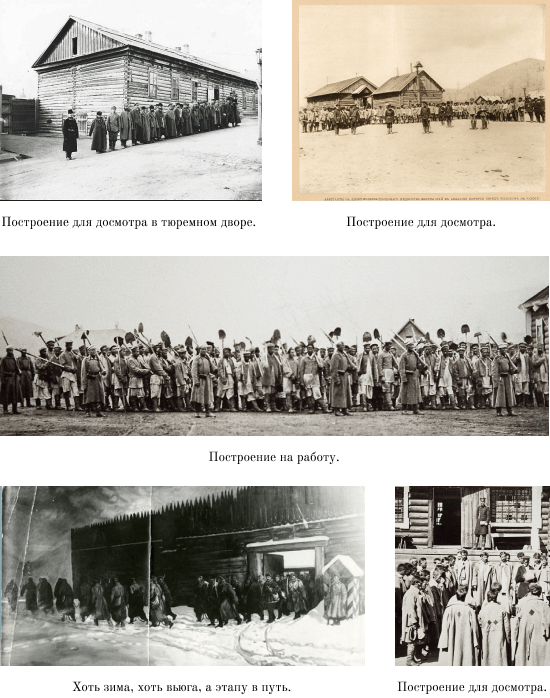 Построение для досмотра в тюремном дворе.
Построение для досмотра.
Построение на работу.
Хоть зима, хоть вьюга, а этапу в путь.
Построение для досмотра.